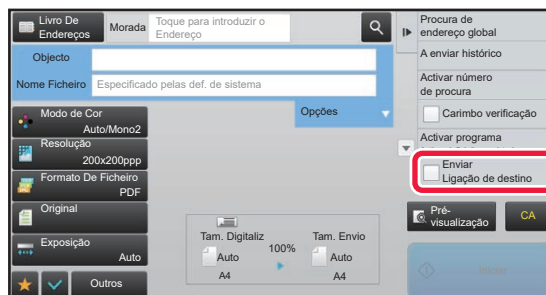 Livro De
Endereços
Morada
Toque para introduzir o
Endereço
Objecto
Nome Ficheiro
Especificado pelas def. de sistema
Opções
Modo de Cor
Auto/Mono2
Resolução
200x200ppp
Formato De Ficheiro
PDF
Original
Exposição
Auto
Outros
Tam. Digitaliz
100%
Tam. Envio
Auto
A4
Auto
A4
Procura de
endereço global
A enviar histórico
Activar número
de procura
Carimbo verificação
Activar programa
Enviar
Ligação de destino
Pré-
visualização
CA
Iniciar